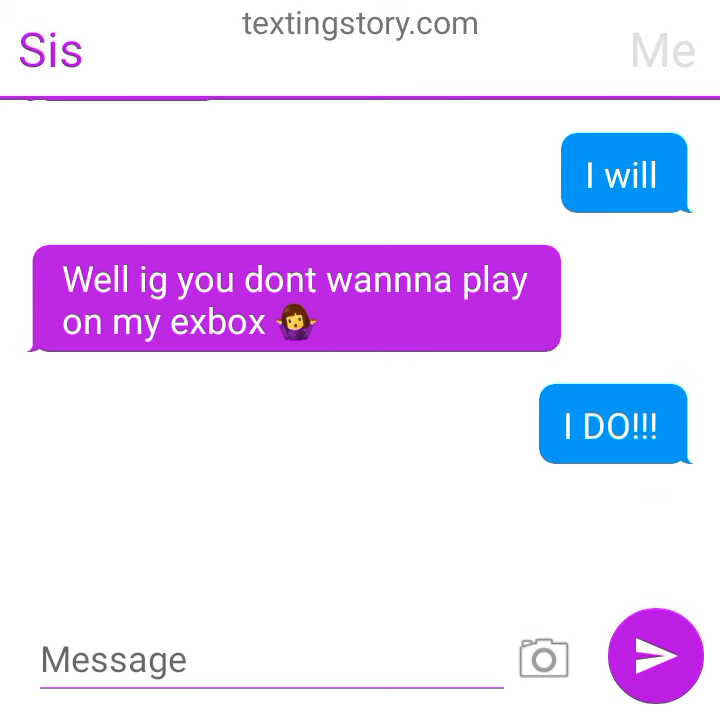 textingstory.com
Sis
Me
I will
Well ig you dont wannna play
on my exbox 🤷‍♀️
I DO!!!
Message